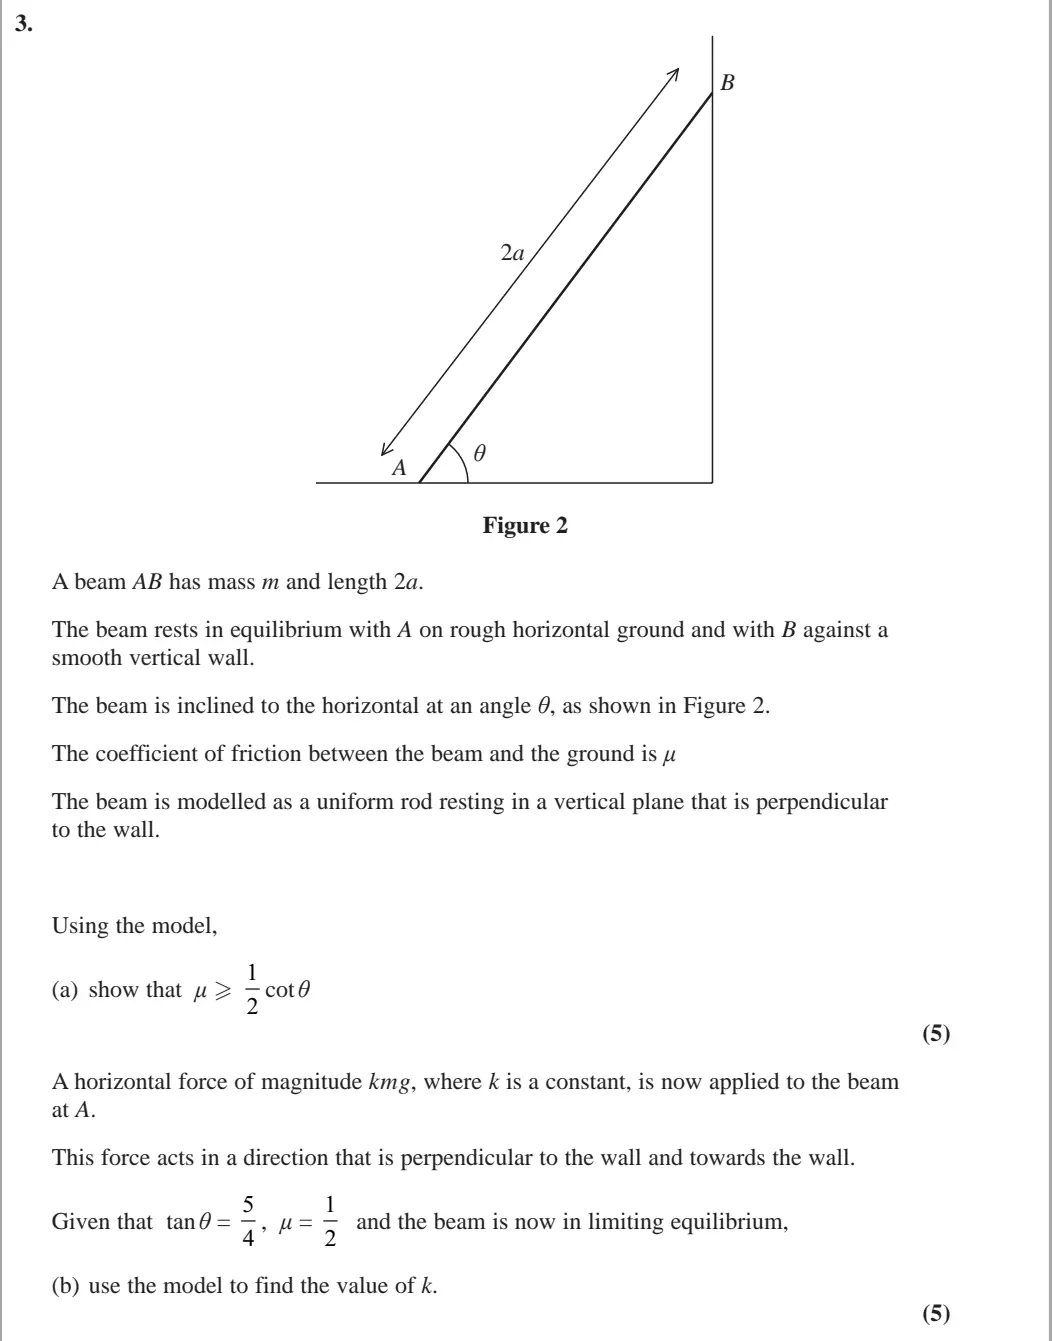 3.
B
2a
A
θ
Figure 2
A beam AB has mass m and length 2a.
The beam rests in equilibrium with A on rough horizontal ground and with B against a
smooth vertical wall.
The beam is inclined to the horizontal at an angle θ, as shown in Figure 2.
The coefficient of friction between the beam and the ground is μ
The beam is modelled as a uniform rod resting in a vertical plane that is perpendicular
to the wall.
Using the model,
(a) show that μ ⩾ 1/2 cot θ
(5)
A horizontal force of magnitude kmg, where k is a constant, is now applied to the beam
at A.
This force acts in a direction that is perpendicular to the wall and towards the wall.
Given that tan θ = 5/4, μ = 1/2 and the beam is now in limiting equilibrium,
(b) use the model to find the value of k.
(5)